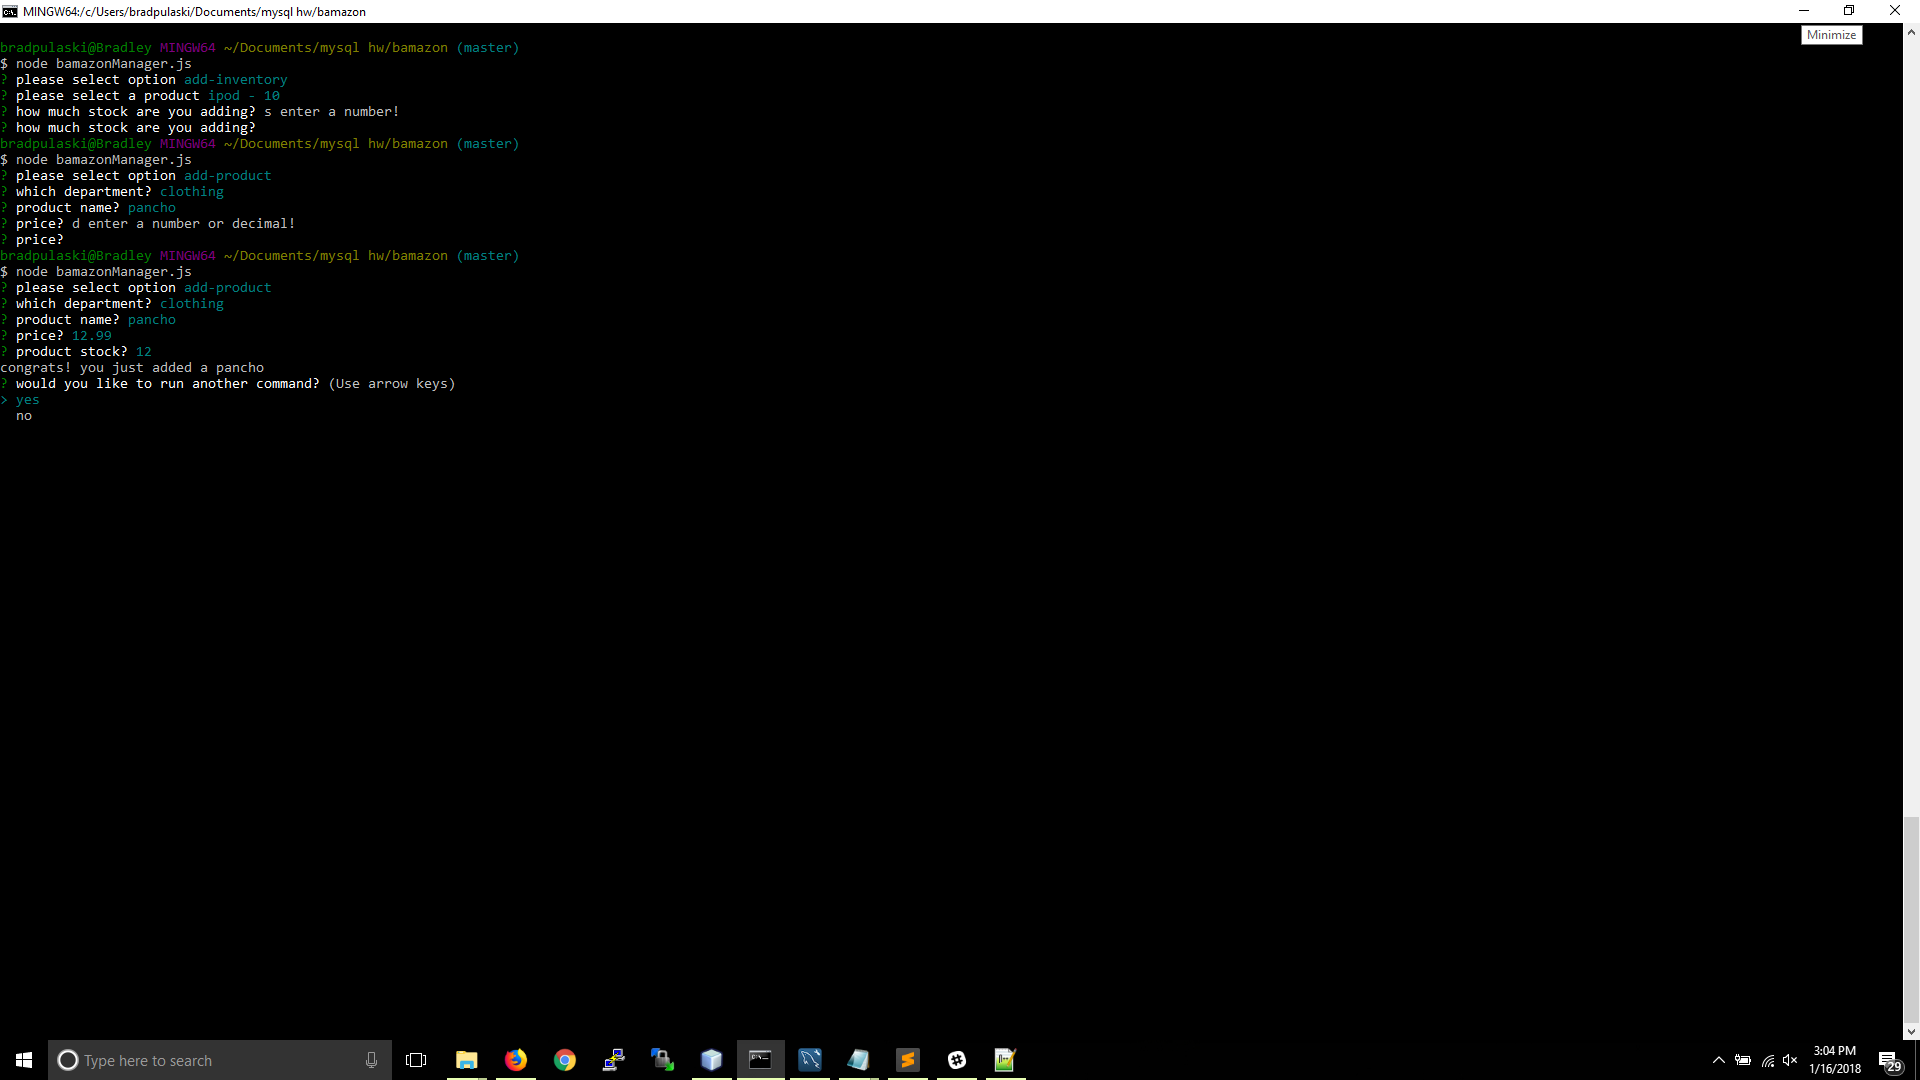 MINGW64:/c/Users/bradpulaski/Documents/mysql hw/bamazon
Minimize
bradpulaski@Bradley MINGW64 ~/Documents/mysql hw/bamazon (master)
$ node bamazonManager.js
? please select option add-inventory
? please select a product ipod - 10
? how much stock are you adding? s enter a number!
? how much stock are you adding?
bradpulaski@Bradley MINGW64 ~/Documents/mysql hw/bamazon (master)
$ node bamazonManager.js
? please select option add-product
? which department? clothing
? product name? pancho
? price? d enter a number or decimal!
? price?
bradpulaski@Bradley MINGW64 ~/Documents/mysql hw/bamazon (master)
$ node bamazonManager.js
? please select option add-product
? which department? clothing
? product name? pancho
? price? 12.99
? product stock? 12
congrats! you just added a pancho
? would you like to run another command? (Use arrow keys)
> yes
no
Type here to search
3:04 PM
1/16/2018
29